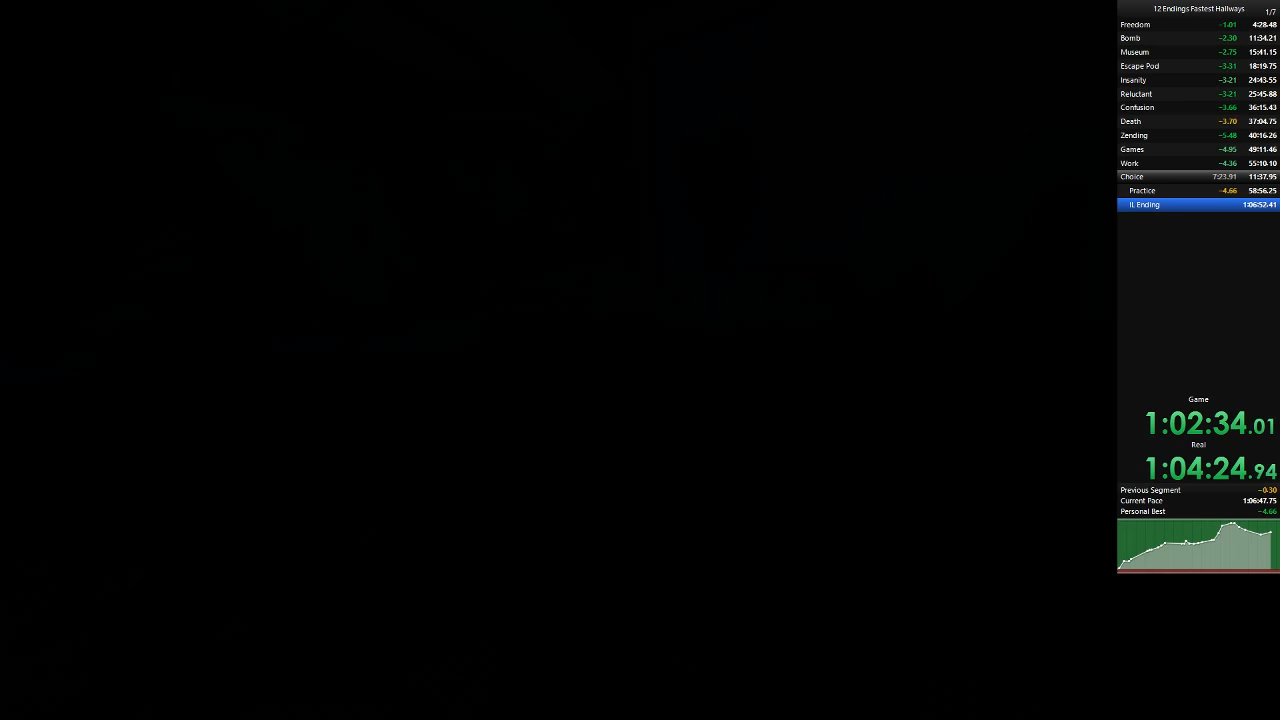 12 Endings Fastest Hallways
1/7
Freedom -1.01 4:28.48
Bomb -2.30 11:34.21
Museum -2.75 15:41.15
Escape Pod -3.31 18:19.75
Insanity -3.21 24:43.55
Reluctant -3.21 25:45.88
Confusion -3.66 36:15.43
Death -3.70 37:04.75
Zending -5.48 40:16.26
Games -4.95 49:11.46
Work -4.36 55:10.10
Choice 7:23.91 11:37.95
Practice -4.66 58:56.25
IL Ending 1:06:52.41
Game
1:02:34.01
Real
1:04:24.94
Previous Segment -0.30
Current Pace 1:06:47.75
Personal Best -4.66